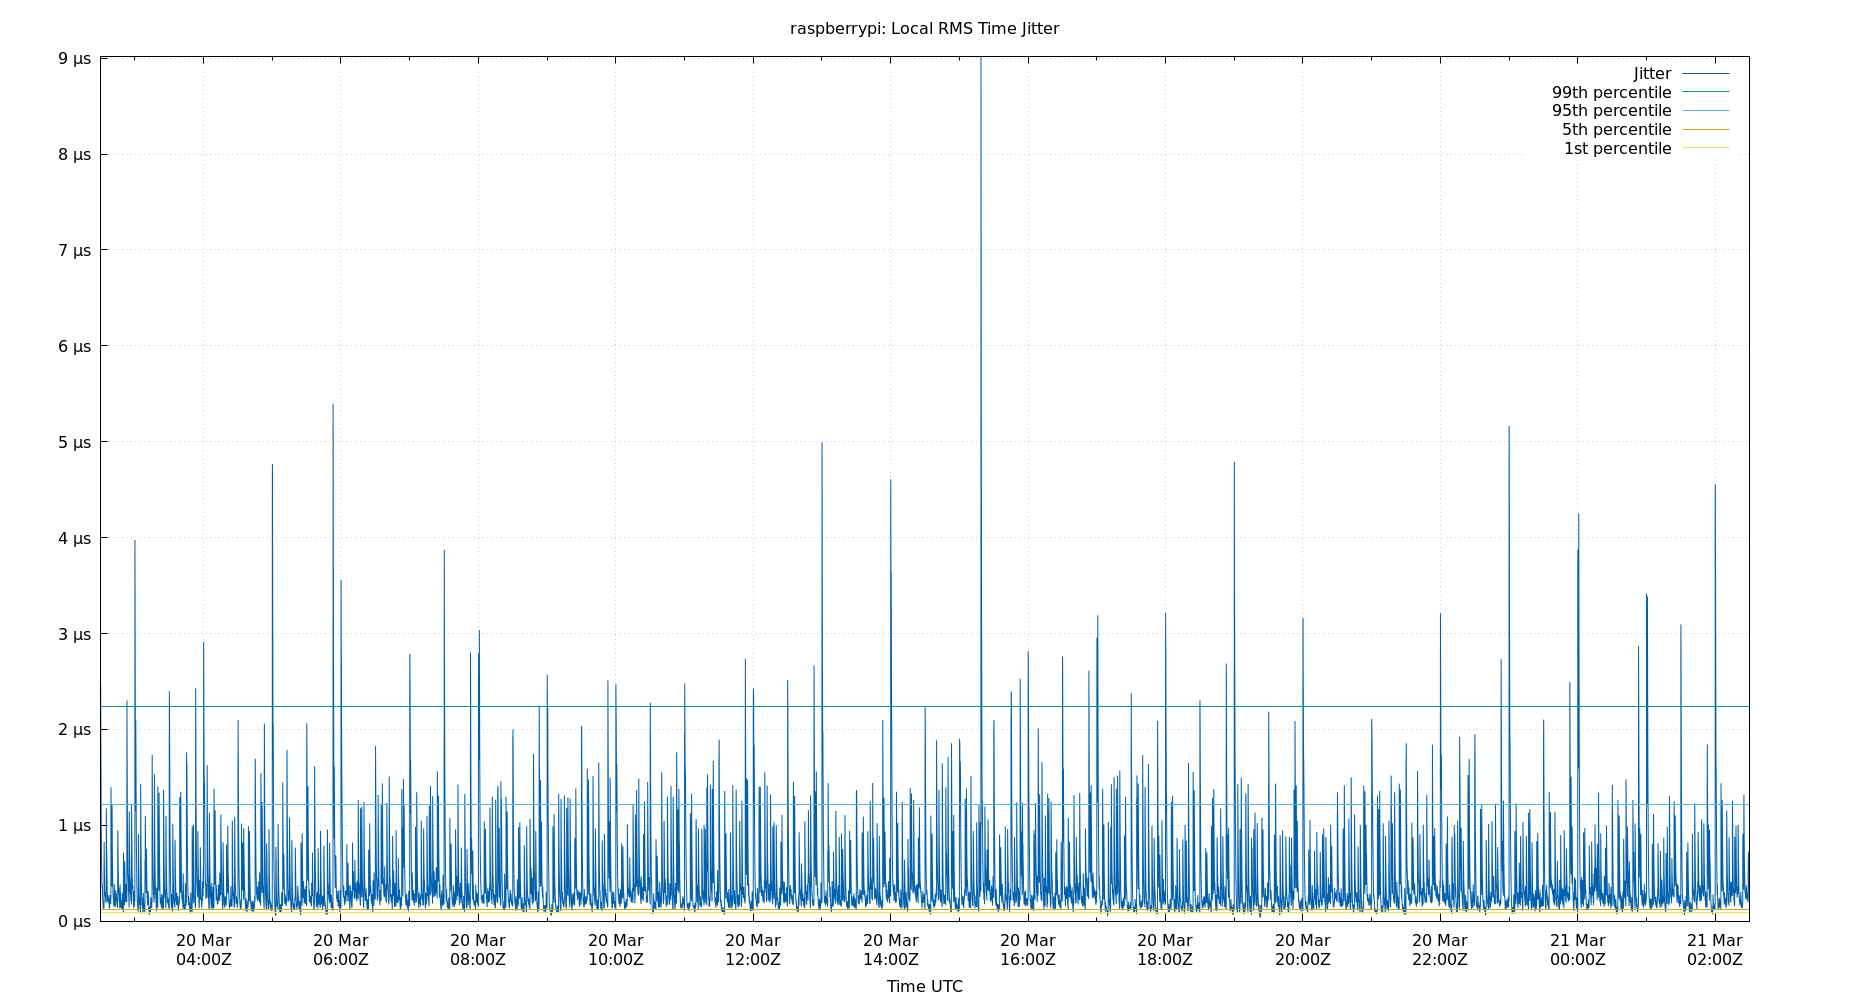 raspberrypi: Local RMS Time Jitter
9 µs
8 µs
7 µs
6 µs
5 µs
4 µs
3 µs
2 µs
1 µs
0 µs
Jitter
99th percentile
95th percentile
5th percentile
1st percentile
20 Mar 20 Mar 20 Mar 20 Mar 20 Mar 20 Mar 20 Mar 20 Mar 20 Mar 20 Mar 21 Mar 21 Mar
04:00Z 06:00Z 08:00Z 10:00Z 12:00Z 14:00Z 16:00Z 18:00Z 20:00Z 22:00Z 00:00Z 02:00Z
Time UTC